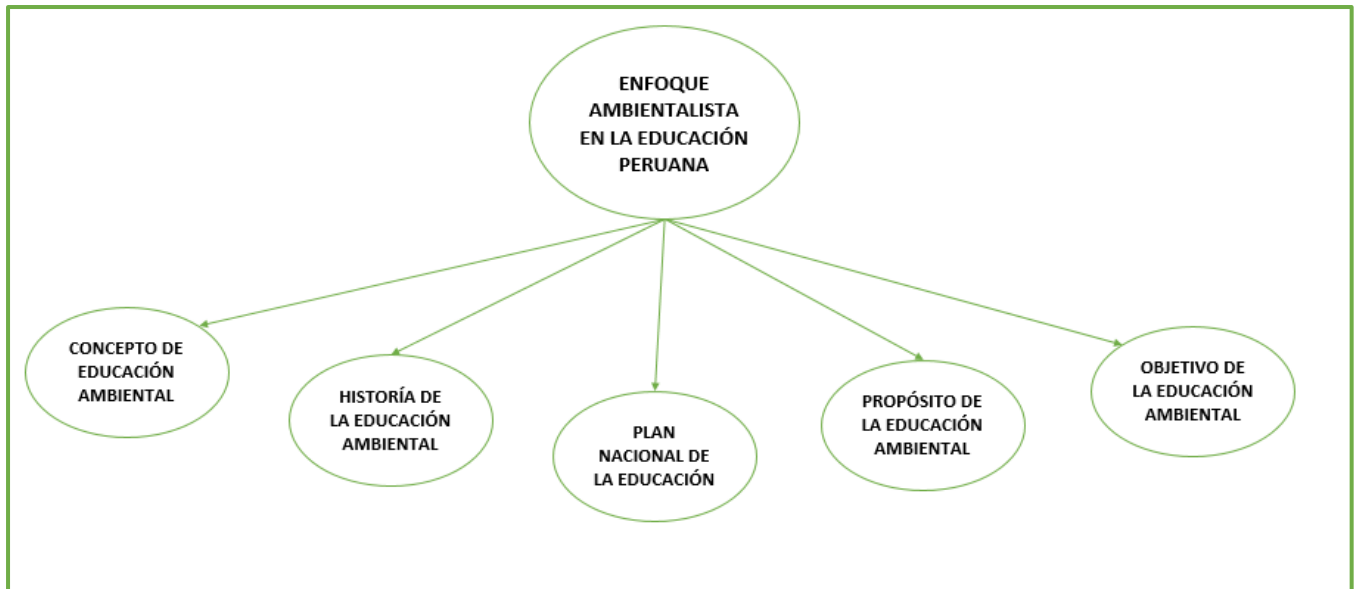 ENFOQUE
AMBIENTALISTA
EN LA EDUCACIÓN
PERUANA
CONCEPTO DE
EDUCACIÓN
AMBIENTAL
HISTORÍA DE
LA EDUCACIÓN
AMBIENTAL
PLAN
NACIONAL DE
LA EDUCACIÓN
PROPÓSITO DE
LA EDUCACIÓN
AMBIENTAL
OBJETIVO DE
LA EDUCACIÓN
AMBIENTAL